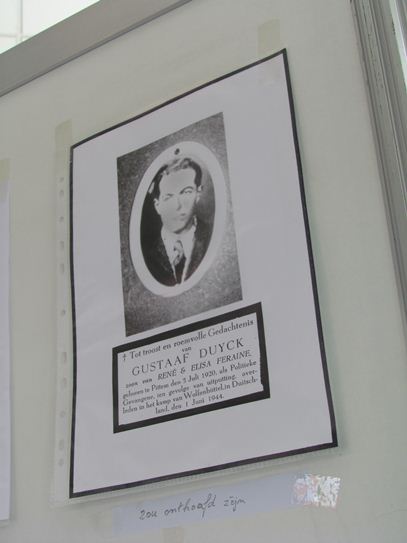 † Tot troost en roemvolle Gedachtenis
van
GUSTAAF DUYCK
zoon van RENÉ & ELISA FERAINE,
geboren te Pittem den 3 Juli 1920, als Politieke
Gevangene, ten gevolge van uitputting, over-
leden in het kamp van Wolfenbüttel, in Duitsch-
land, den 1 Juni 1944.
zou onthoofd zijn